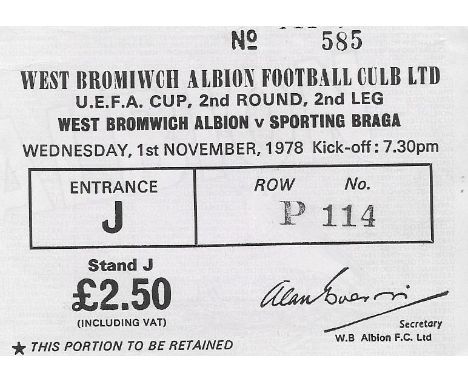 Nº 585
WEST BROMIWCH ALBION FOOTBALL CULB LTD
U.E.F.A. CUP, 2nd ROUND, 2nd LEG
WEST BROMWICH ALBION v SPORTING BRAGA
WEDNESDAY, 1st NOVEMBER, 1978 Kick-off: 7.30pm
ENTRANCE ROW No.
J P 114
Stand J
£2.50
(INCLUDING VAT)
Secretary
W.B Albion F.C. Ltd
★ THIS PORTION TO BE RETAINED